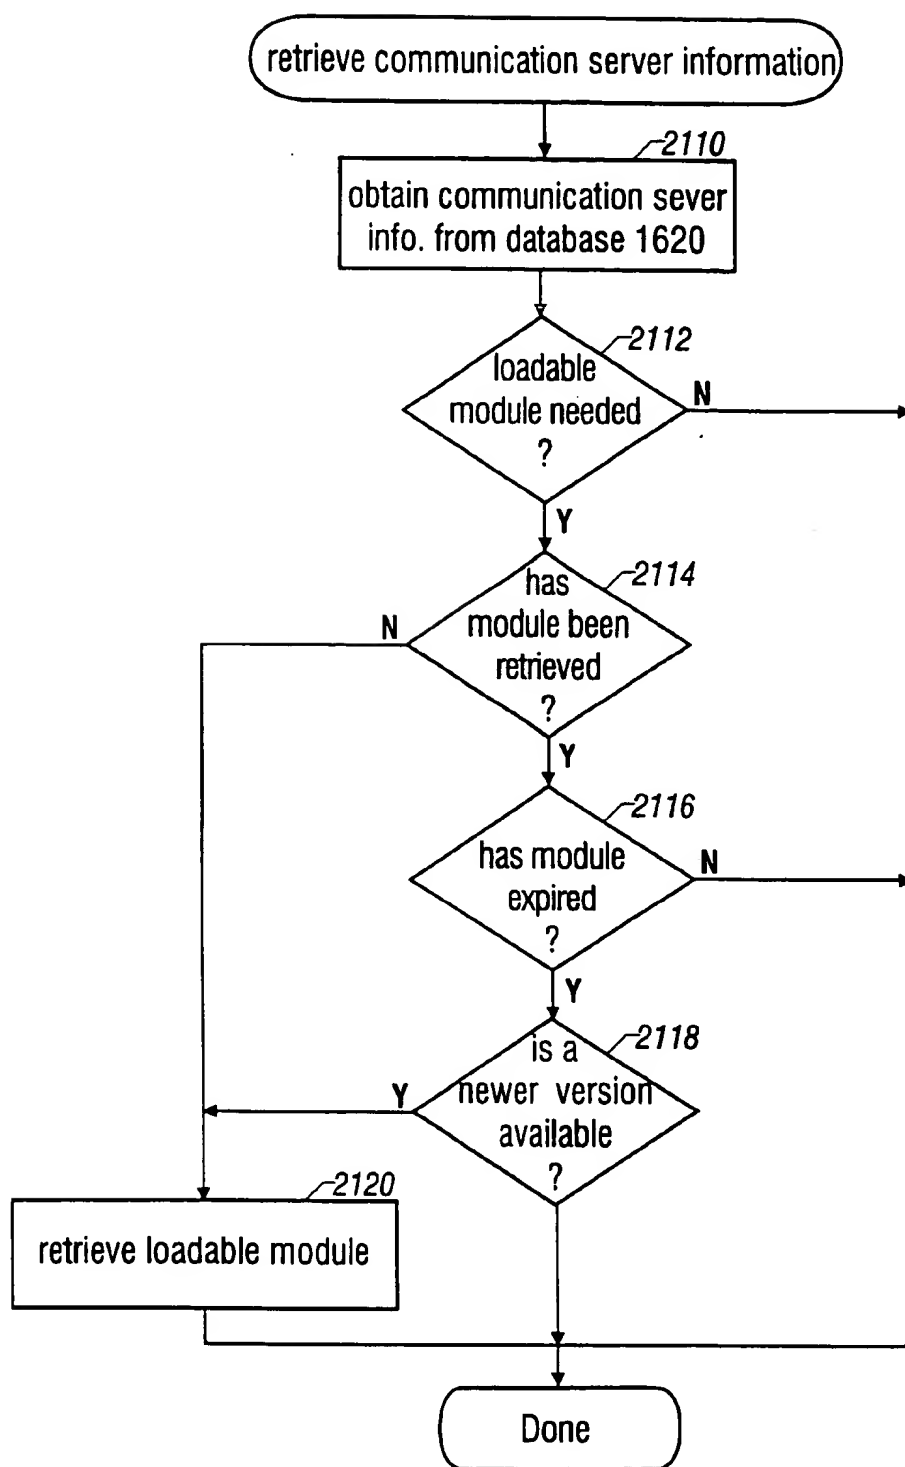 retrieve communication server information
2110
obtain communication sever
info. from database 1620
2112
loadable
module needed
?
N
Y
2114
has
module been
retrieved
?
N
Y
2116
has module
expired
?
N
Y
2118
is a
newer version
available
?
Y
2120
retrieve loadable module
Done